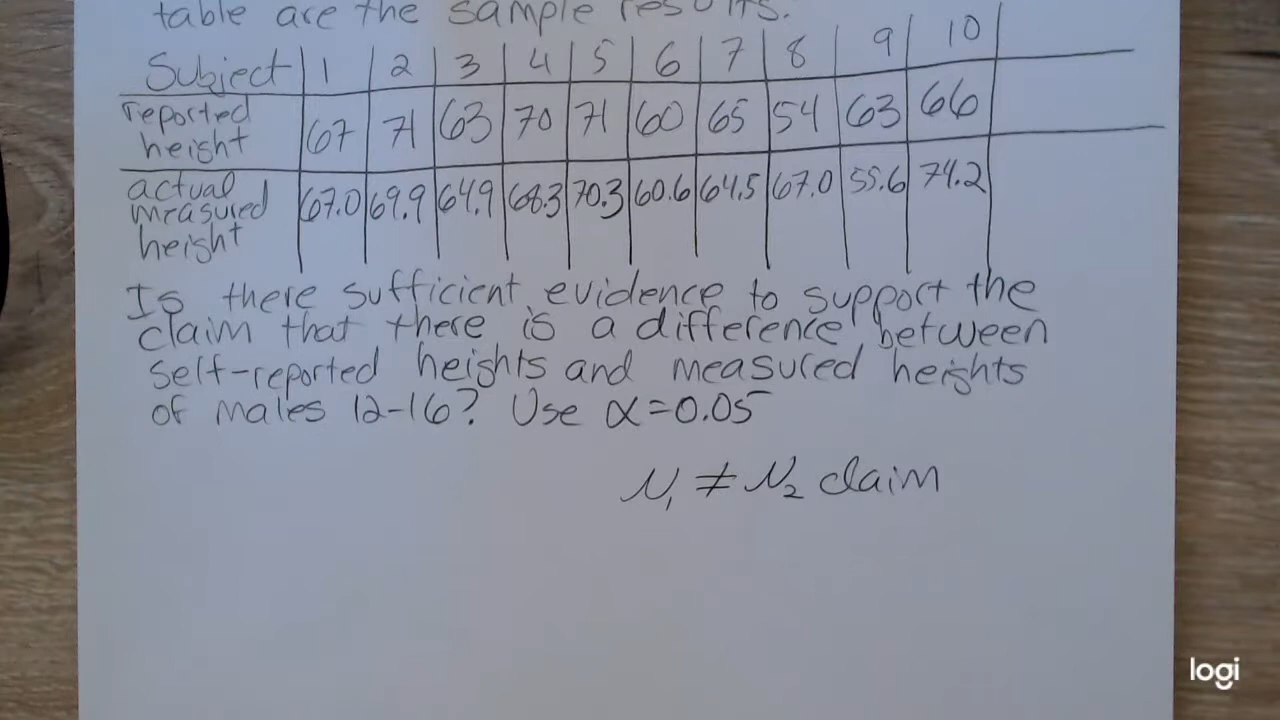 table are the sample results.
Subject 1 2 3 4 5 6 7 8 9 10
reported
height 67 71 63 70 71 60 65 54 63 66
actual
measured 67.0 69.9 64.9 68.3 70.3 60.6 64.5 67.0 55.6 74.2
height
Is there sufficient evidence to support the
claim that there is a difference between
self-reported heights and measured heights
of males 12-16? Use α=0.05
μ₁ ≠ μ₂ claim
logi